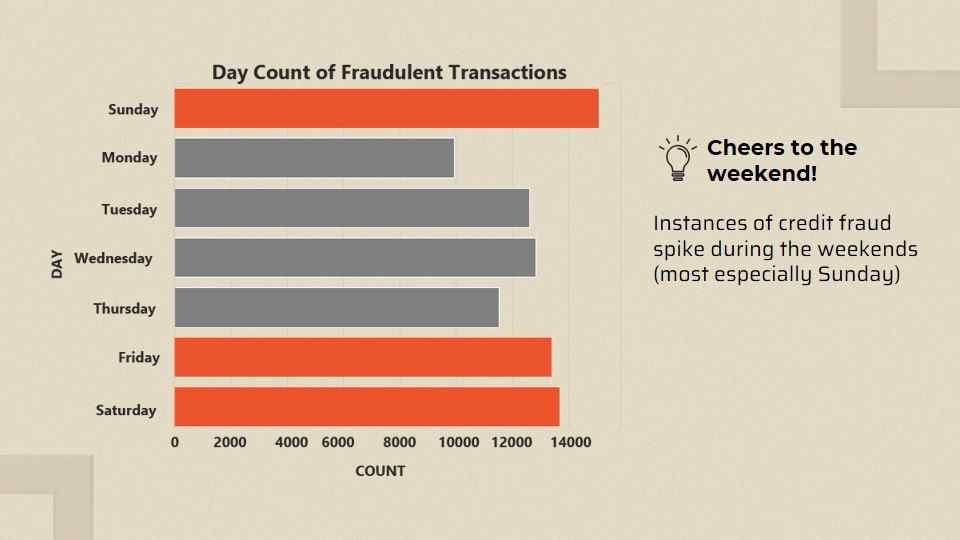 Day Count of Fraudulent Transactions
Sunday
Monday
Tuesday
Wednesday
Thursday
Friday
Saturday
DAY
0 2000 4000 6000 8000 10000 12000 14000
COUNT
Cheers to the
weekend!
Instances of credit fraud
spike during the weekends
(most especially Sunday)